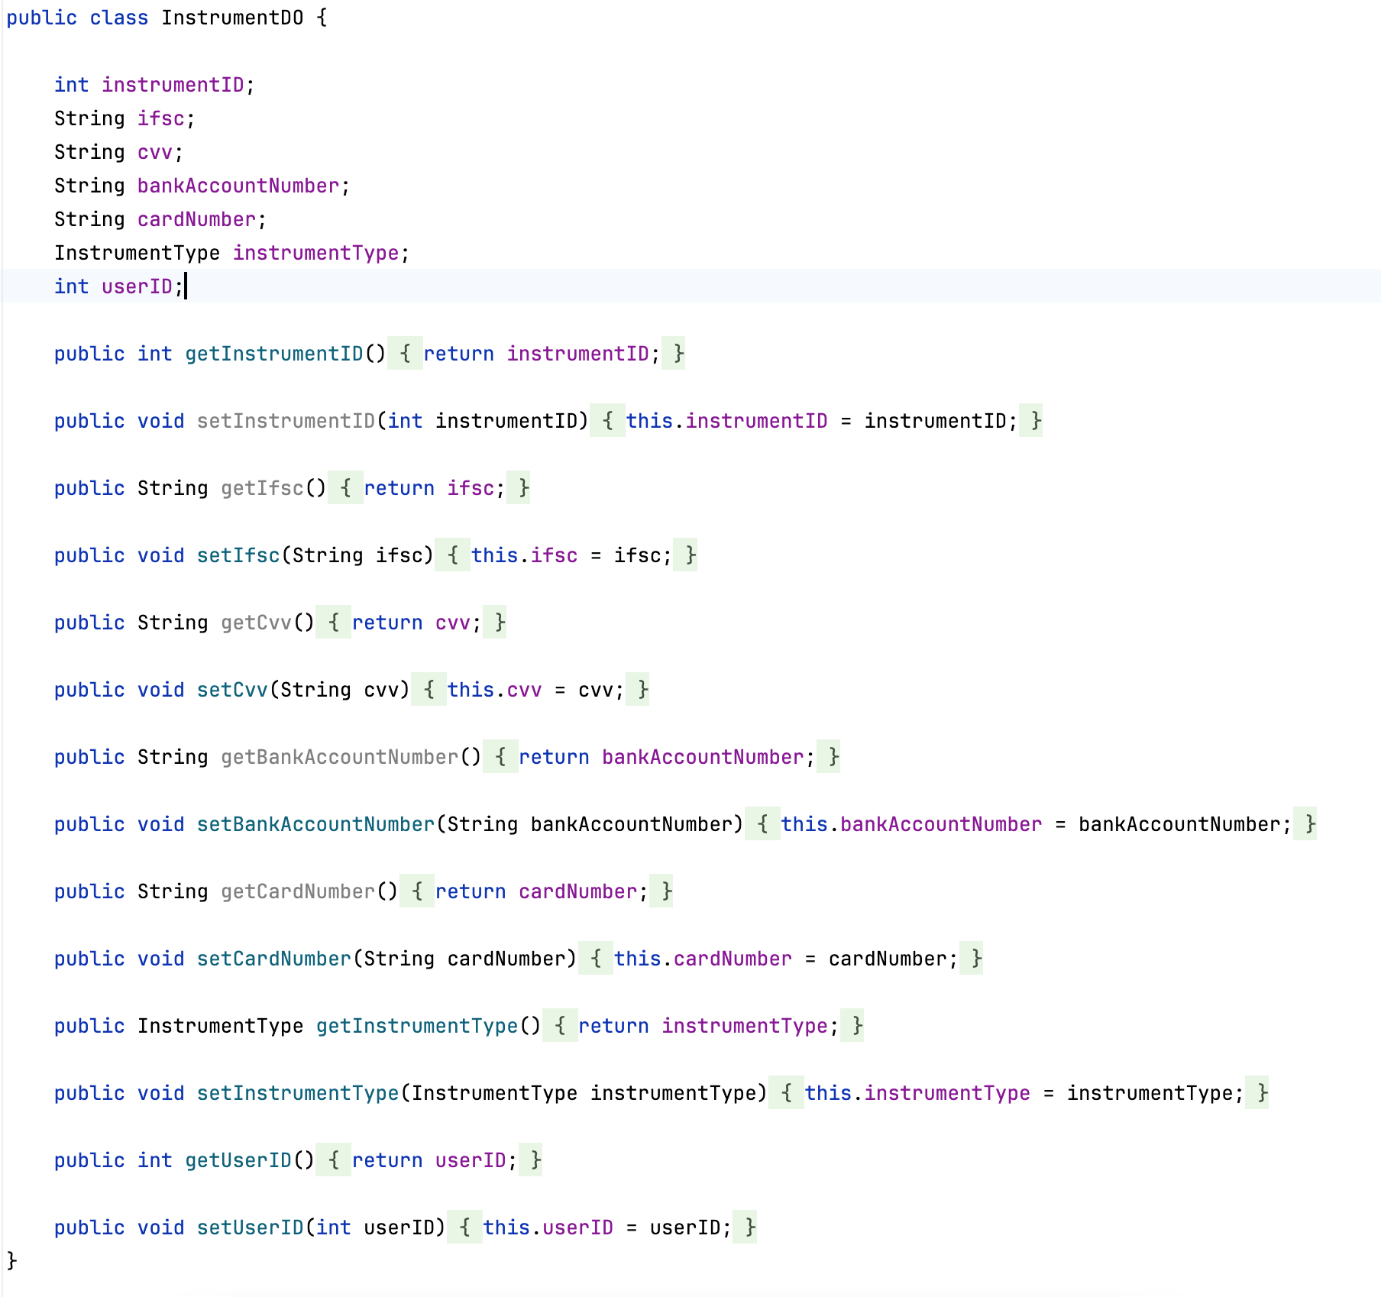 public class InstrumentDO {
int instrumentID;
String ifsc;
String cvv;
String bankAccountNumber;
String cardNumber;
InstrumentType instrumentType;
int userID;
public int getInstrumentID() { return instrumentID; }
public void setInstrumentID(int instrumentID) { this.instrumentID = instrumentID; }
public String getIfsc() { return ifsc; }
public void setIfsc(String ifsc) { this.ifsc = ifsc; }
public String getCvv() { return cvv; }
public void setCvv(String cvv) { this.cvv = cvv; }
public String getBankAccountNumber() { return bankAccountNumber; }
public void setBankAccountNumber(String bankAccountNumber) { this.bankAccountNumber = bankAccountNumber; }
public String getCardNumber() { return cardNumber; }
public void setCardNumber(String cardNumber) { this.cardNumber = cardNumber; }
public InstrumentType getInstrumentType() { return instrumentType; }
public void setInstrumentType(InstrumentType instrumentType) { this.instrumentType = instrumentType; }
public int getUserID() { return userID; }
public void setUserID(int userID) { this.userID = userID; }
}